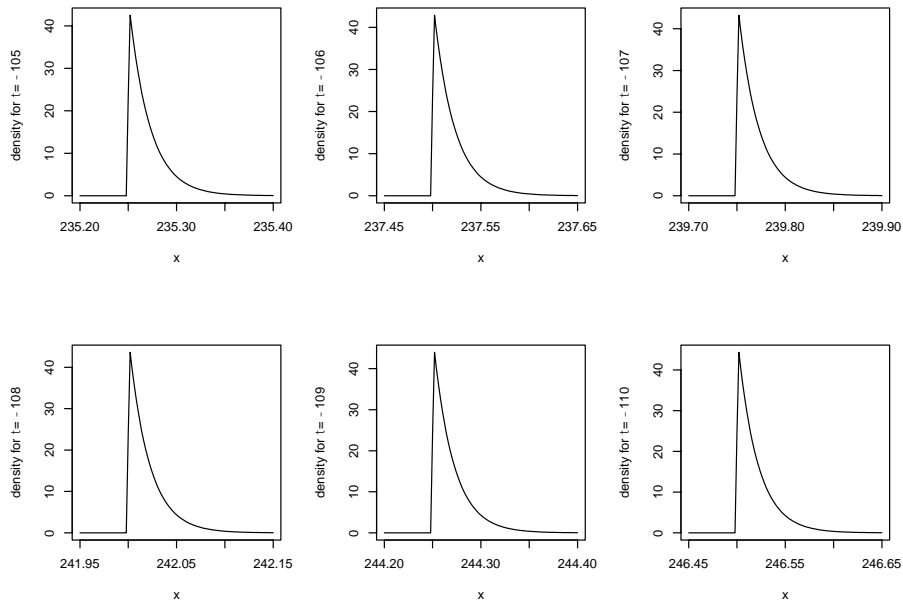 density for t= - 105
40
30
20
10
0
235.20 235.30 235.40
x
density for t= - 106
40
30
20
10
0
237.45 237.55 237.65
x
density for t= - 107
40
30
20
10
0
239.70 239.80 239.90
x
density for t= - 108
40
30
20
10
0
241.95 242.05 242.15
x
density for t= - 109
40
30
20
10
0
244.20 244.30 244.40
x
density for t= - 110
40
30
20
10
0
246.45 246.55 246.65
x